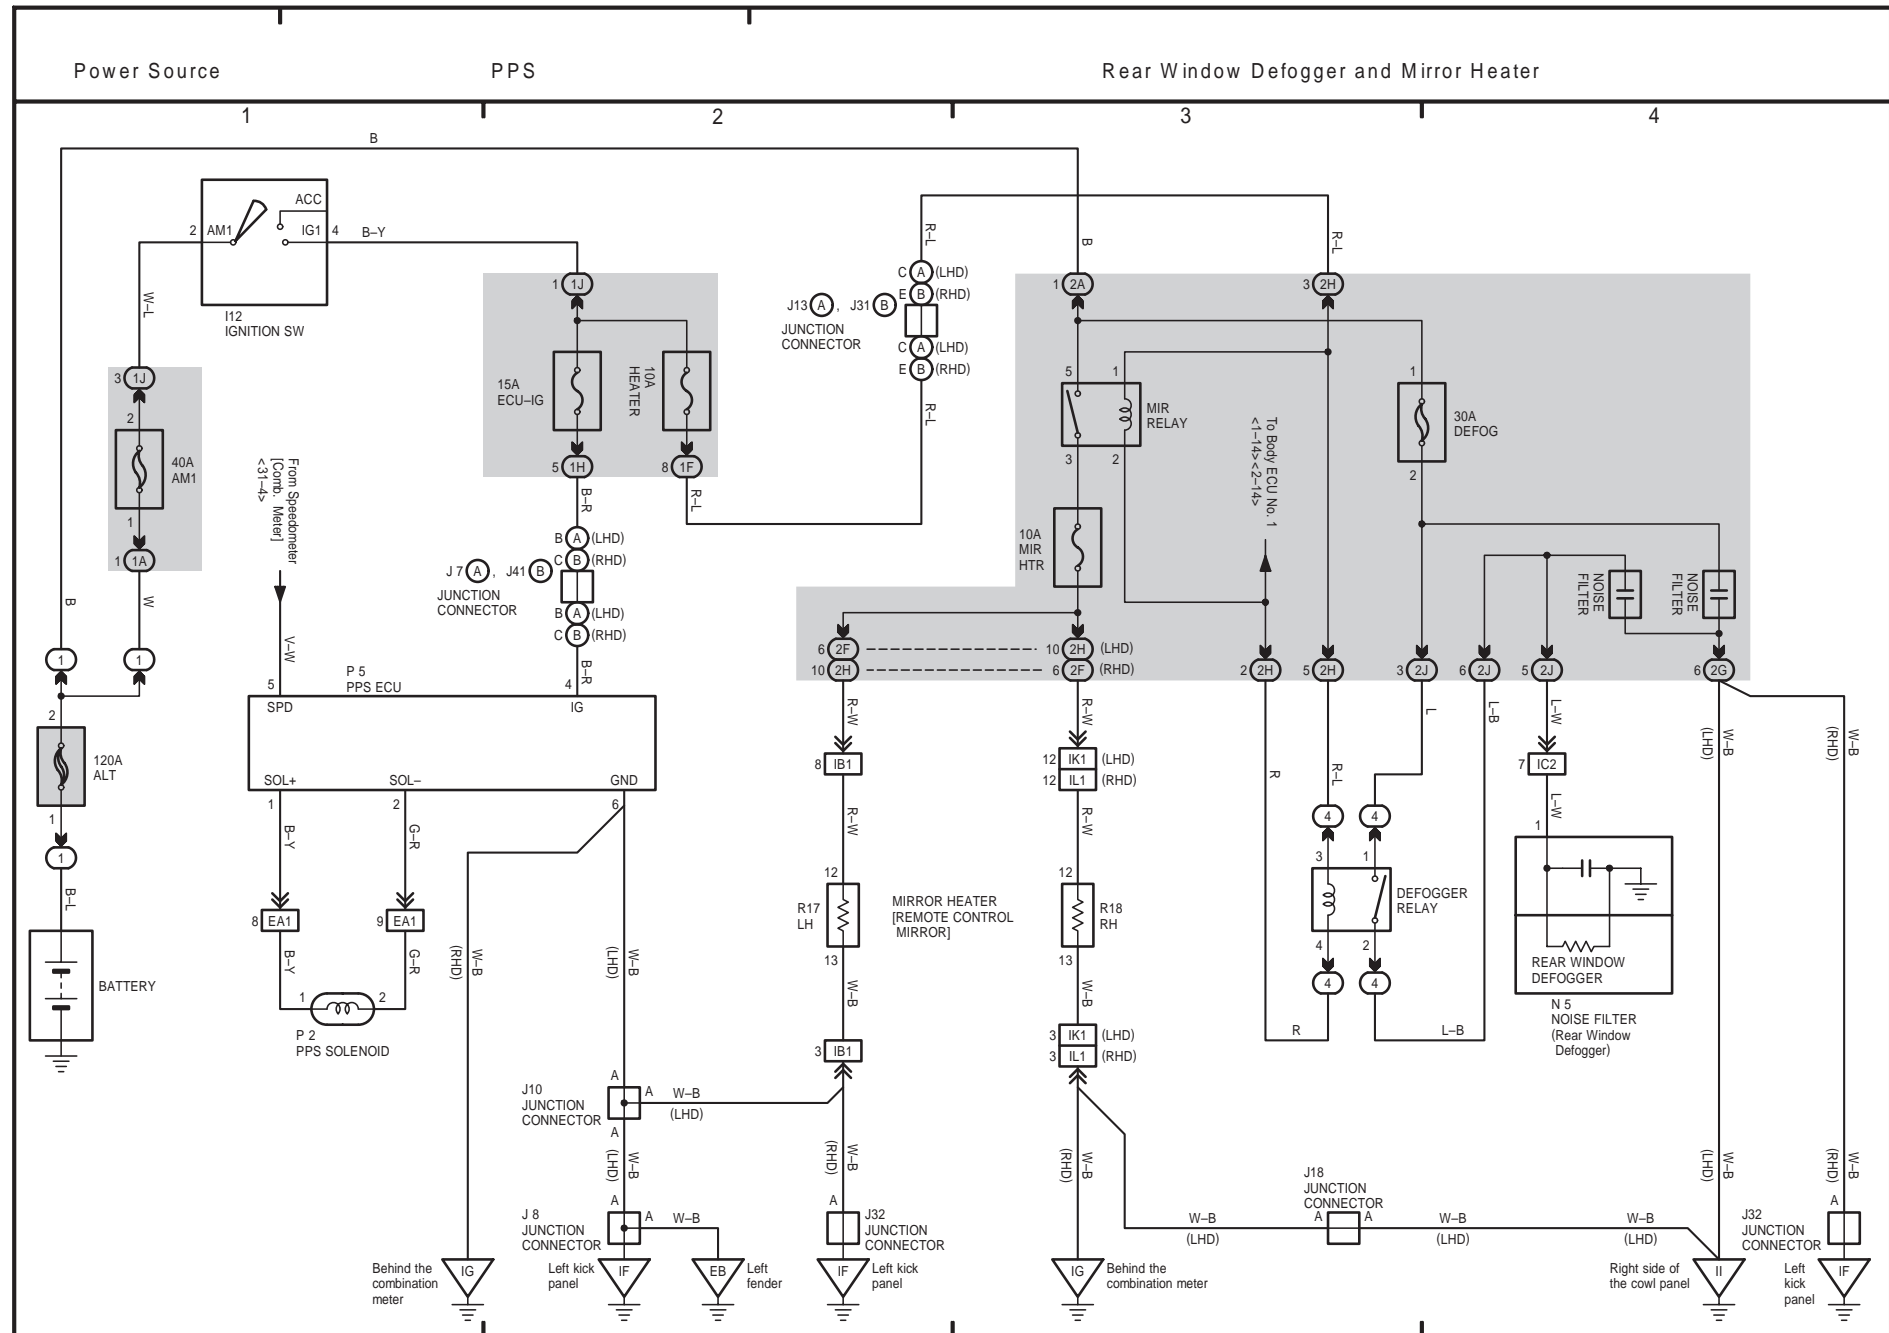 Power Source
PPS
Rear Window Defogger and Mirror Heater
1
2
3
4
B
ACC
2
AM1
IG1
4
B–Y
I12
IGNITION SW
W–L
3
1J
2
40A
AM1
1
1
1A
W
B
1
1
2
120A
ALT
1
1
B–L
BATTERY
From Speedometer
[Comb. Meter]
<31–4>
V–W
1
1J
15A
ECU–IG
10A
HEATER
5
1H
8
1F
B–R
R–L
B
A
(LHD)
C
B
(RHD)
J 7
A
,
J41
B
JUNCTION
CONNECTOR
B
A
(LHD)
C
B
(RHD)
B–R
P 5
PPS ECU
5
4
SPD
IG
SOL+
SOL–
GND
1
2
6
B–Y
G–R
8
EA1
9
EA1
B–Y
G–R
1
2
P 2
PPS SOLENOID
W–B
(RHD)
W–B
(LHD)
A
J10
JUNCTION
CONNECTOR
A
W–B
(LHD)
A
W–B
(LHD)
A
J 8
JUNCTION
CONNECTOR
A
W–B
Behind the
combination
meter
IG
Left kick
panel
IF
EB
Left
fender
R–L
C
A
(LHD)
E
B
(RHD)
J13
A
,
J31
B
JUNCTION
CONNECTOR
C
A
(LHD)
E
B
(RHD)
R–L
B
R–L
1
2A
3
2H
5
1
MIR
RELAY
3
2
10A
MIR
HTR
To Body ECU No. 1
<1–14><2–14>
1
30A
DEFOG
2
NOISE
FILTER
NOISE
FILTER
6
2F
10
2H
(LHD)
10
2H
6
2F
(RHD)
2
2H
5
2H
3
2J
6
2J
5
2J
6
2G
R–W
8
IB1
R–W
12
R17
LH
13
W–B
3
IB1
MIRROR HEATER
[REMOTE CONTROL
MIRROR]
W–B
(RHD)
A
J32
JUNCTION
CONNECTOR
IF
Left kick
panel
R–W
12
IK1
(LHD)
12
IL1
(RHD)
R–W
12
R18
RH
13
W–B
3
IK1
(LHD)
3
IL1
(RHD)
W–B
(RHD)
IG
Behind the
combination meter
R
R–L
L
L–B
4
4
3
1
DEFOGGER
RELAY
4
2
4
4
R
L–B
L–W
7
IC2
L–W
1
REAR WINDOW
DEFOGGER
N 5
NOISE FILTER
(Rear Window
Defogger)
W–B
(LHD)
W–B
(RHD)
W–B
(LHD)
J18
JUNCTION
CONNECTOR
A
A
W–B
(LHD)
W–B
(LHD)
W–B
(LHD)
Right side of
the cowl panel
II
W–B
(RHD)
A
J32
JUNCTION
CONNECTOR
Left
kick
panel
IF